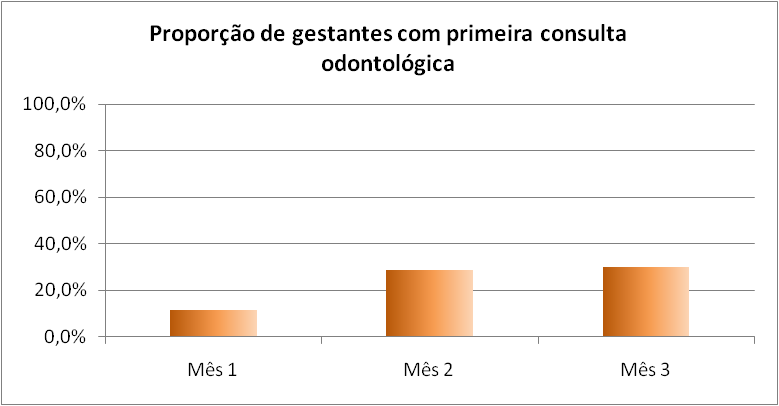 Proporção de gestantes com primeira consulta
odontológica
100,0%
80,0%
60,0%
40,0%
20,0%
0,0%
Mês 1 Mês 2 Mês 3